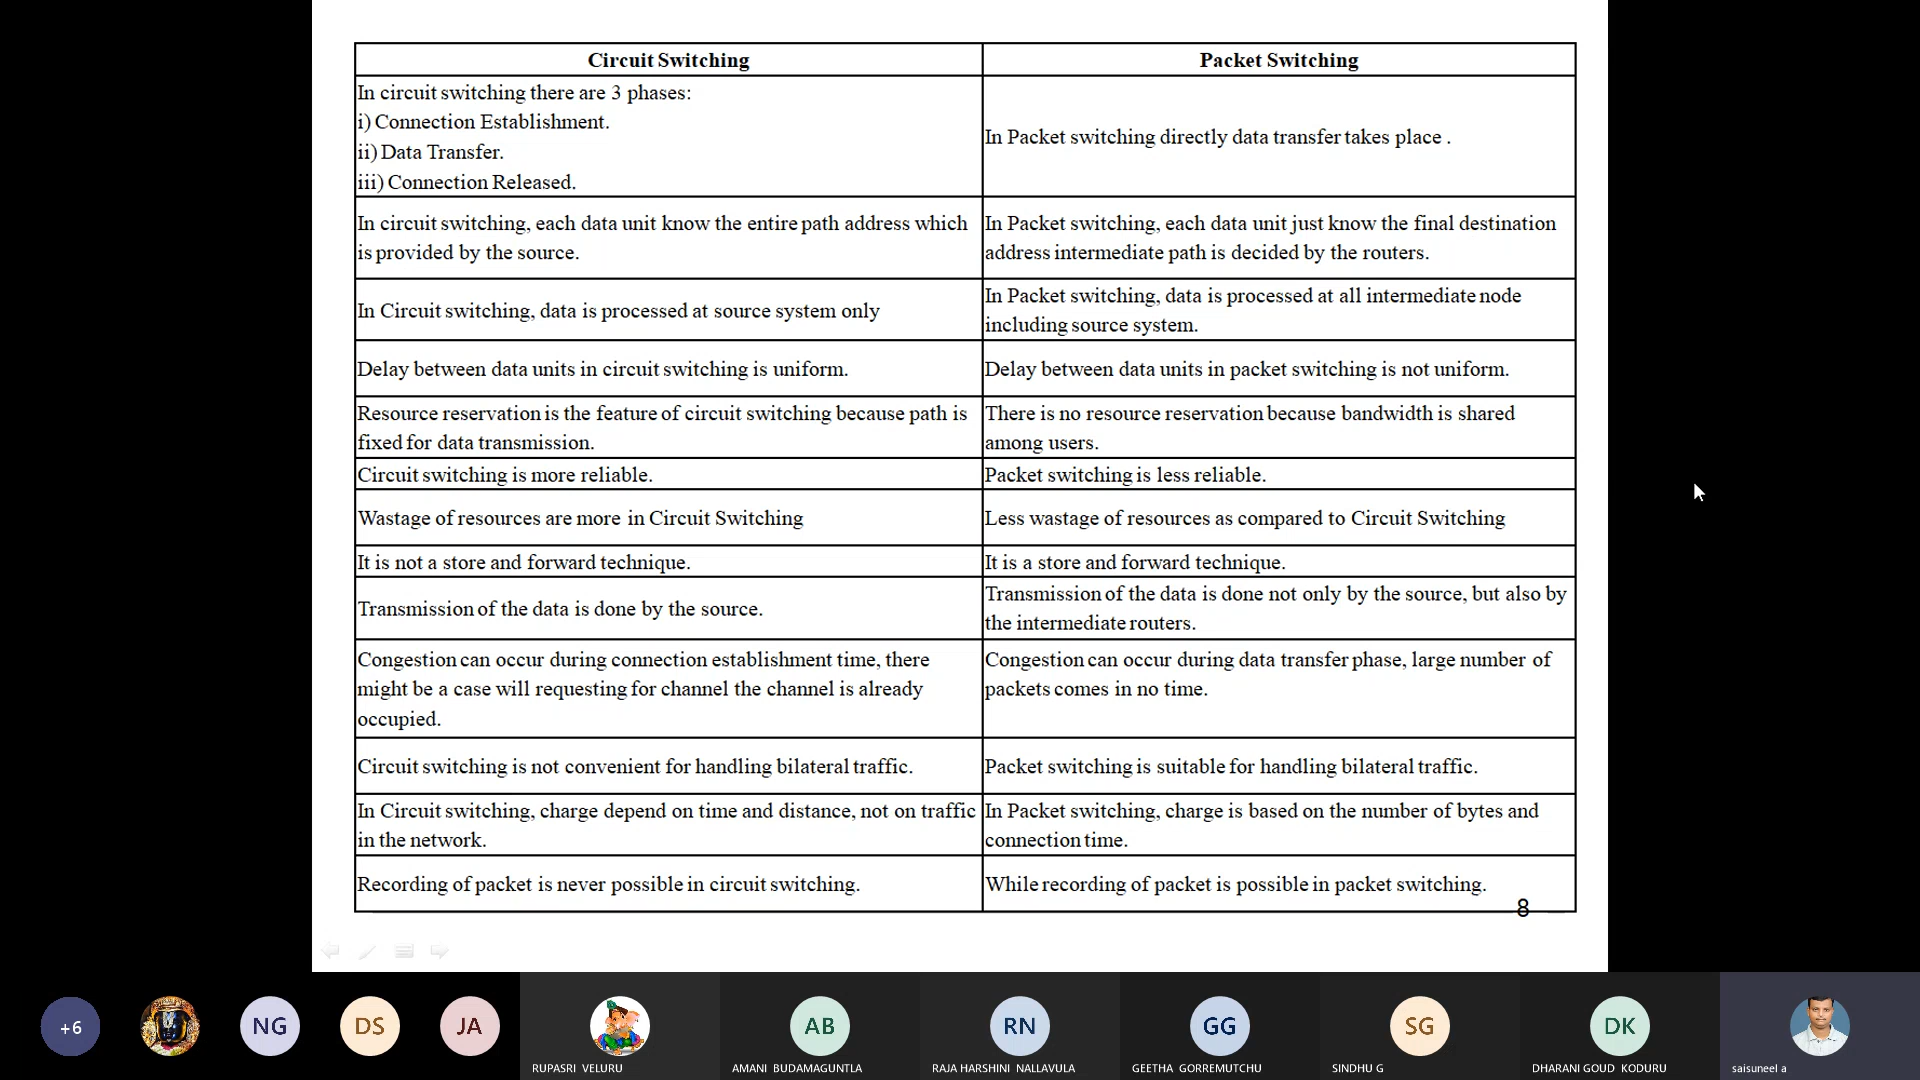 Circuit Switching
Packet Switching
In circuit switching there are 3 phases:
i) Connection Establishment.
ii) Data Transfer.
iii) Connection Released.
In Packet switching directly data transfer takes place .
In circuit switching, each data unit know the entire path address which
is provided by the source.
In Packet switching, each data unit just know the final destination
address intermediate path is decided by the routers.
In Circuit switching, data is processed at source system only
In Packet switching, data is processed at all intermediate node
including source system.
Delay between data units in circuit switching is uniform.
Delay between data units in packet switching is not uniform.
Resource reservation is the feature of circuit switching because path is
fixed for data transmission.
There is no resource reservation because bandwidth is shared
among users.
Circuit switching is more reliable.
Packet switching is less reliable.
Wastage of resources are more in Circuit Switching
Less wastage of resources as compared to Circuit Switching
It is not a store and forward technique.
It is a store and forward technique.
Transmission of the data is done by the source.
Transmission of the data is done not only by the source, but also by
the intermediate routers.
Congestion can occur during connection establishment time, there
might be a case will requesting for channel the channel is already
occupied.
Congestion can occur during data transfer phase, large number of
packets comes in no time.
Circuit switching is not convenient for handling bilateral traffic.
Packet switching is suitable for handling bilateral traffic.
In Circuit switching, charge depend on time and distance, not on traffic
in the network.
In Packet switching, charge is based on the number of bytes and
connection time.
Recording of packet is never possible in circuit switching.
While recording of packet is possible in packet switching.
8
+6
NG
DS
JA
AB
RN
GG
SG
DK
RUPASRI VELURU
AMANI BUDAMAGUNTLA
RAJA HARSHINI NALLAVULA
GEETHA GORREMUTCHU
SINDHU G
DHARANI GOUD KODURU
saisuneel a